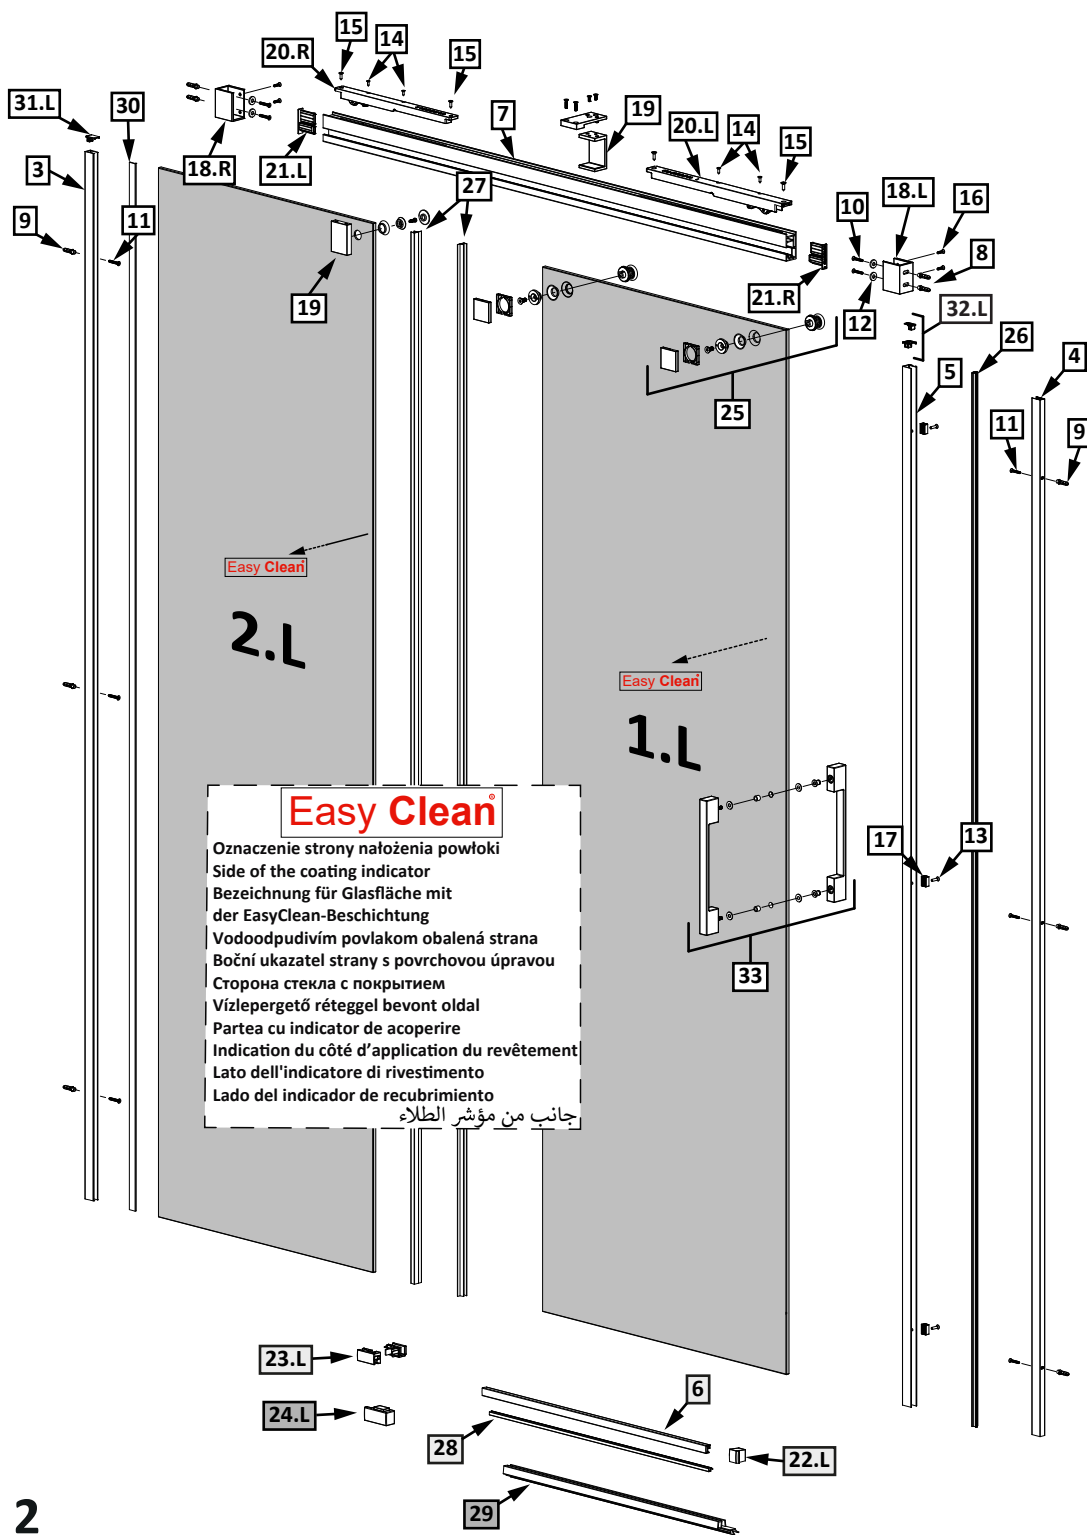 15
14
15
20.R
31.L
30
7
19
20.L
14
15
3
18.R
21.L
27
18.L
16
10
9
11
8
19
21.R
12
32.L
26
5
4
25
11
9
Easy Clean
2.L
Easy Clean
1.L
Easy Clean®
Oznaczenie strony nałożenia powłoki
Side of the coating indicator
Bezeichnung für Glasfläche mit
der EasyClean-Beschichtung
Vodoodpudivím povlakom obalená strana
Boční ukazatel strany s povrchovou úpravou
Сторона стекла с покрытием
Vízlepergető réteggel bevont oldal
Partea cu indicator de acoperire
Indication du côté d’application du revêtement
Lato dell'indicatore di rivestimento
Lado del indicador de recubrimiento
جانب من مؤشر الطلاء
17
13
33
23.L
6
24.L
28
22.L
29
2